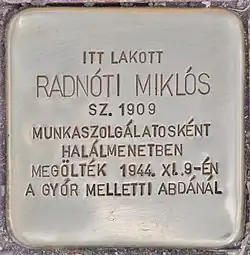 ITT LAKOTT
RADNÓTI MIKLÓS
SZ. 1909
MUNKASZOLGÁLATOSKÉNT
HALÁLMENETBEN
MEGÖLTÉK 1944. XI..9-ÉN
A GYŐR MELLETTI ABDÁNÁL